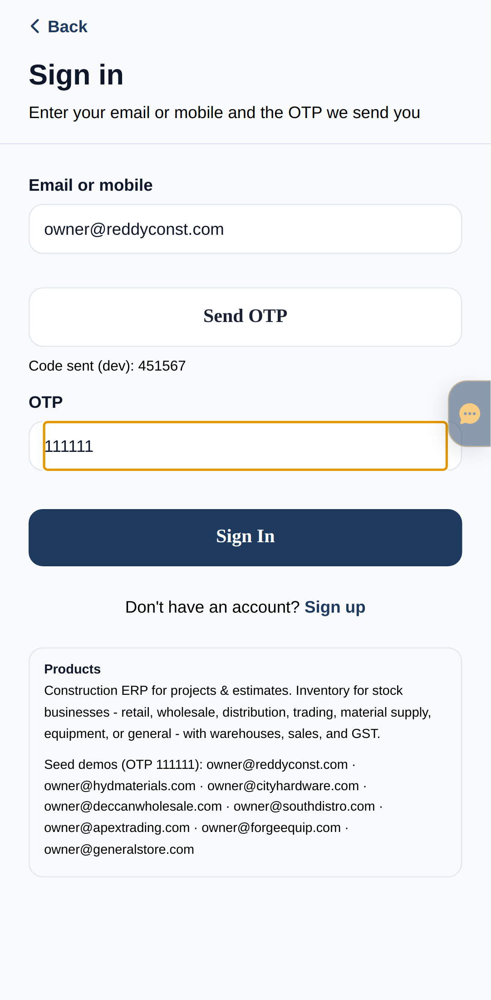 Back
Sign in
Enter your email or mobile and the OTP we send you
Email or mobile
owner@reddyconst.com
Send OTP
Code sent (dev): 451567
OTP
111111
Sign In
Don't have an account? Sign up
Products
Construction ERP for projects & estimates. Inventory for stock
businesses - retail, wholesale, distribution, trading, material supply,
equipment, or general - with warehouses, sales, and GST.
Seed demos (OTP 111111): owner@reddyconst.com ·
owner@hydmaterials.com · owner@cityhardware.com ·
owner@deccanwholesale.com · owner@southdistro.com ·
owner@apextrading.com · owner@forgeequip.com ·
owner@generalstore.com